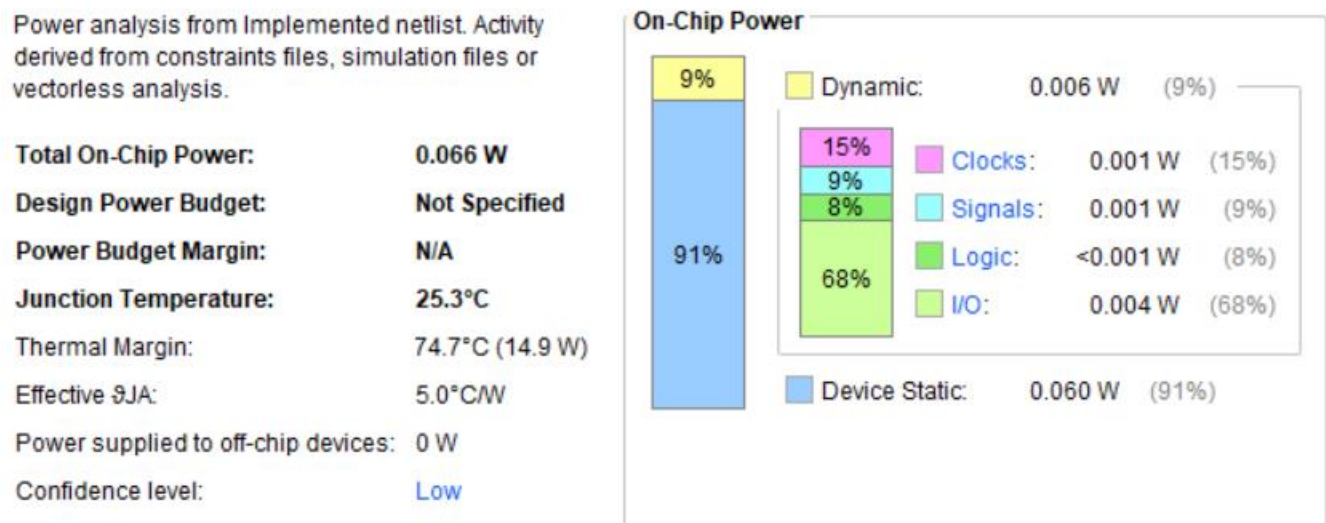 Power analysis from Implemented netlist. Activity
derived from constraints files, simulation files or
vectorless analysis.
Total On-Chip Power: 0.066 W
Design Power Budget: Not Specified
Power Budget Margin: N/A
Junction Temperature: 25.3°C
Thermal Margin: 74.7°C (14.9 W)
Effective ϑJA: 5.0°C/W
Power supplied to off-chip devices: 0 W
Confidence level: Low
On-Chip Power
9%
91%
Dynamic: 0.006 W (9%)
15%
9%
8%
68%
Clocks: 0.001 W (15%)
Signals: 0.001 W (9%)
Logic: <0.001 W (8%)
I/O: 0.004 W (68%)
Device Static: 0.060 W (91%)